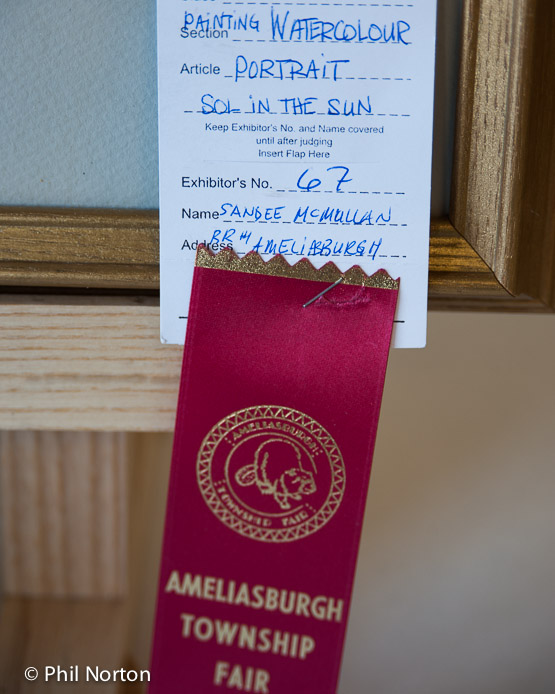 Section PAINTING WATERCOLOUR
Article PORTRAIT
SOL IN THE SUN
Keep Exhibitor's No. and Name covered
until after judging
Insert Flap Here
Exhibitor's No. 67
Name SANDEE MCMULLAN
Address RR #1 AMELIASBURGH
AMELIASBURGH
TOWNSHIP FAIR
AMELIASBURGH
TOWNSHIP
FAIR
© Phil Norton